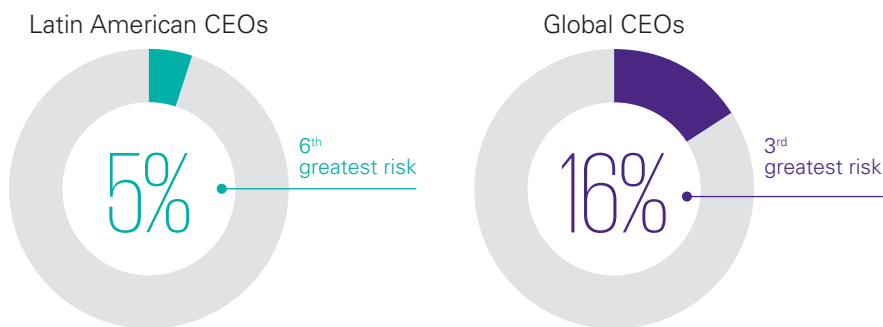 Latin American CEOs
5%
6th
greatest risk
Global CEOs
16%
3rd
greatest risk